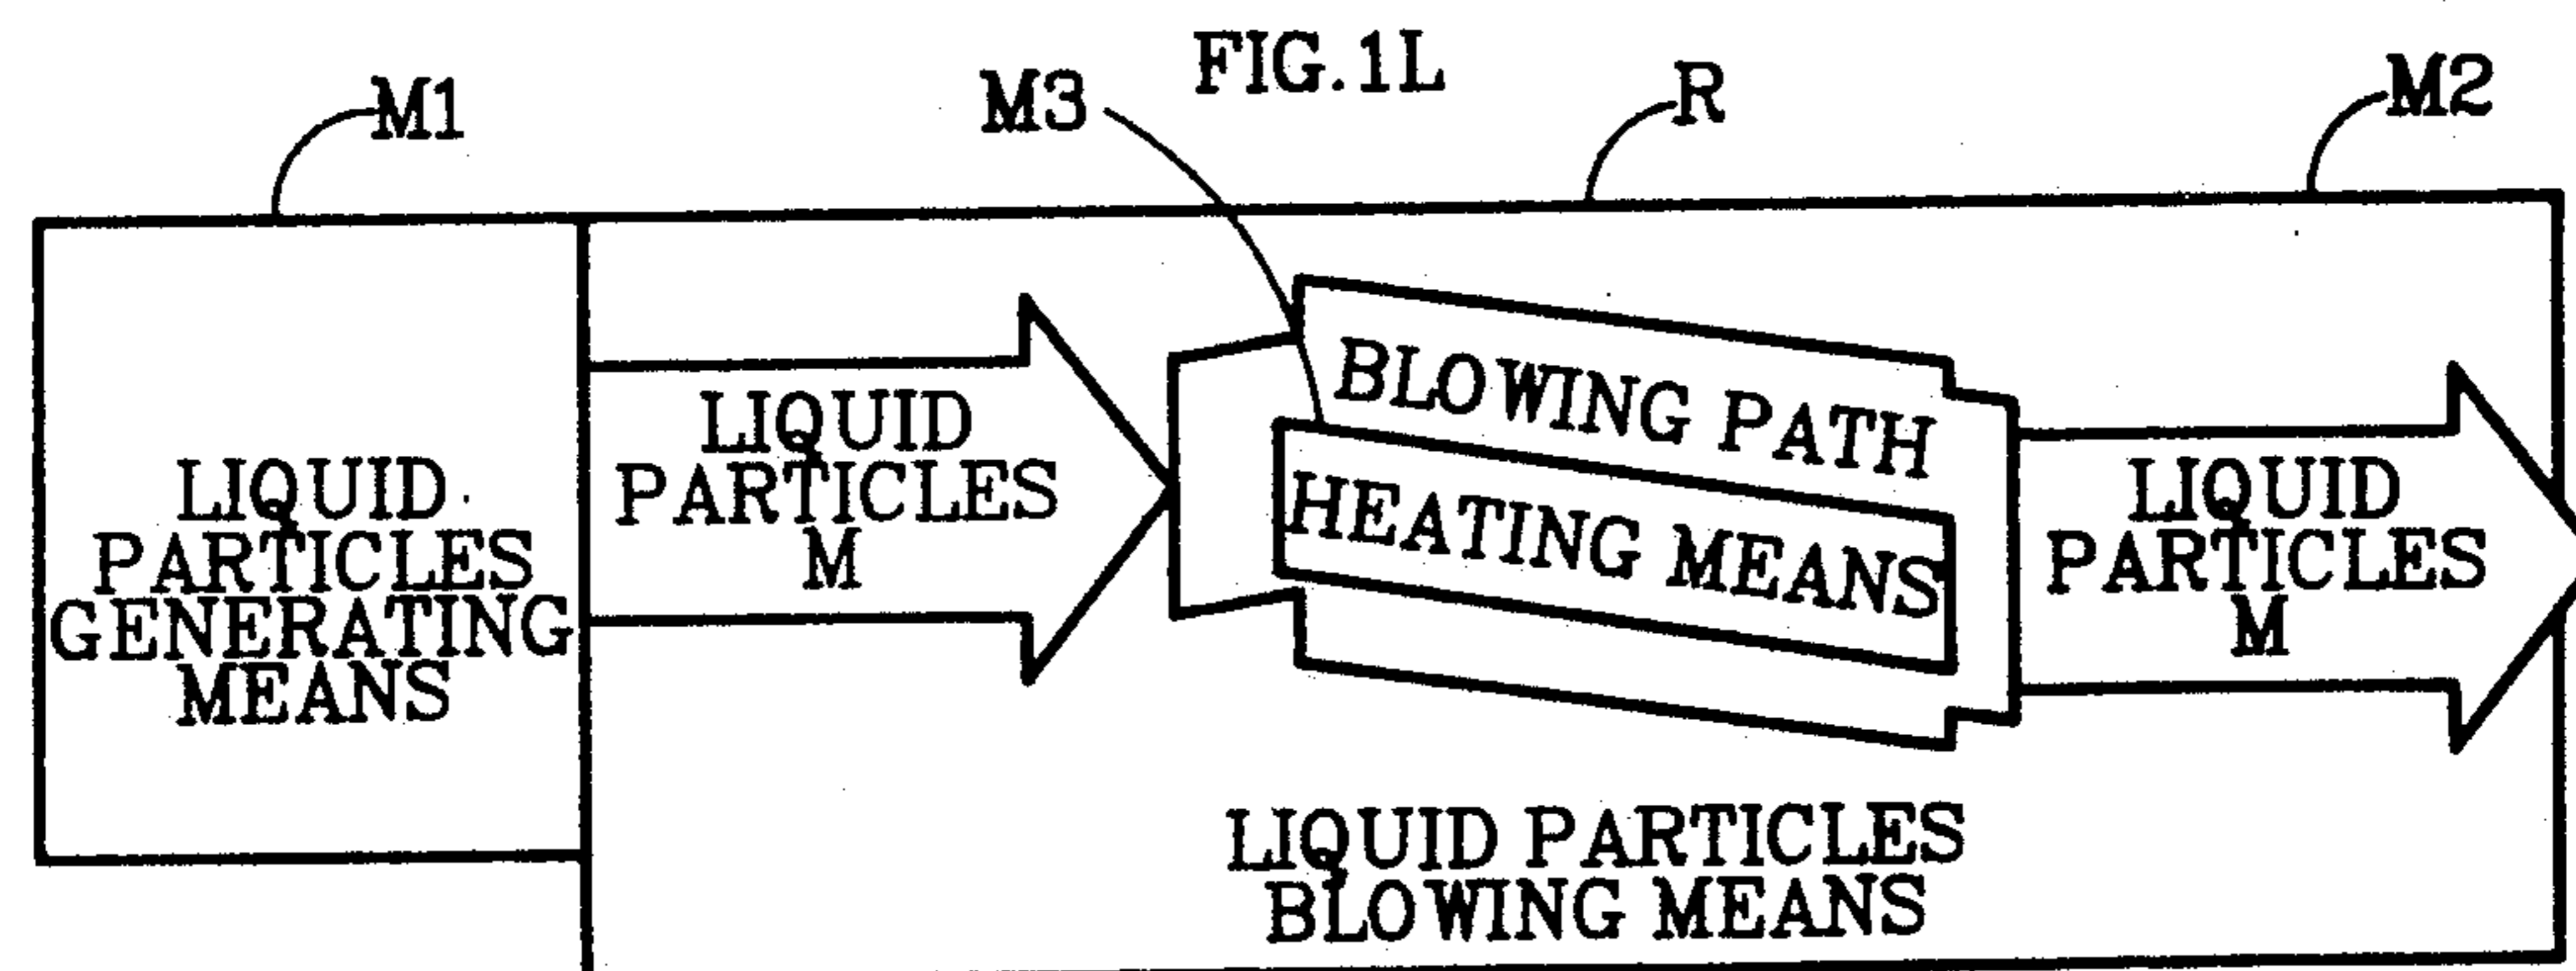 FIG.1L
M1
M3
R
M2
LIQUID
PARTICLES
GENERATING
MEANS
LIQUID
PARTICLES
M
BLOWING PATH
HEATING MEANS
LIQUID
PARTICLES
M
LIQUID PARTICLES
BLOWING MEANS